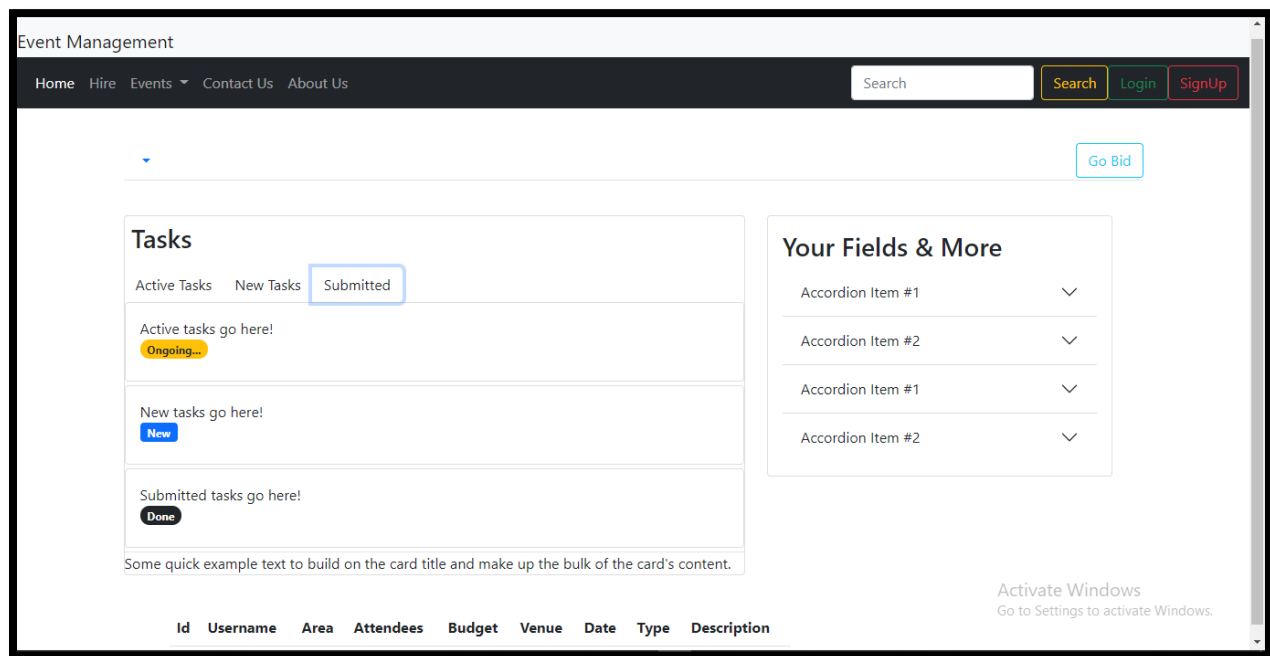 Event Management
Home Hire Events Contact Us About Us Search Search Login SignUp
Go Bid
Tasks
Active Tasks New Tasks Submitted
Active tasks go here!
Ongoing...
New tasks go here!
New
Submitted tasks go here!
Done
Some quick example text to build on the card title and make up the bulk of the card's content.
Your Fields & More
Accordion Item #1
Accordion Item #2
Accordion Item #1
Accordion Item #2
Activate Windows
Go to Settings to activate Windows.
Id Username Area Attendees Budget Venue Date Type Description